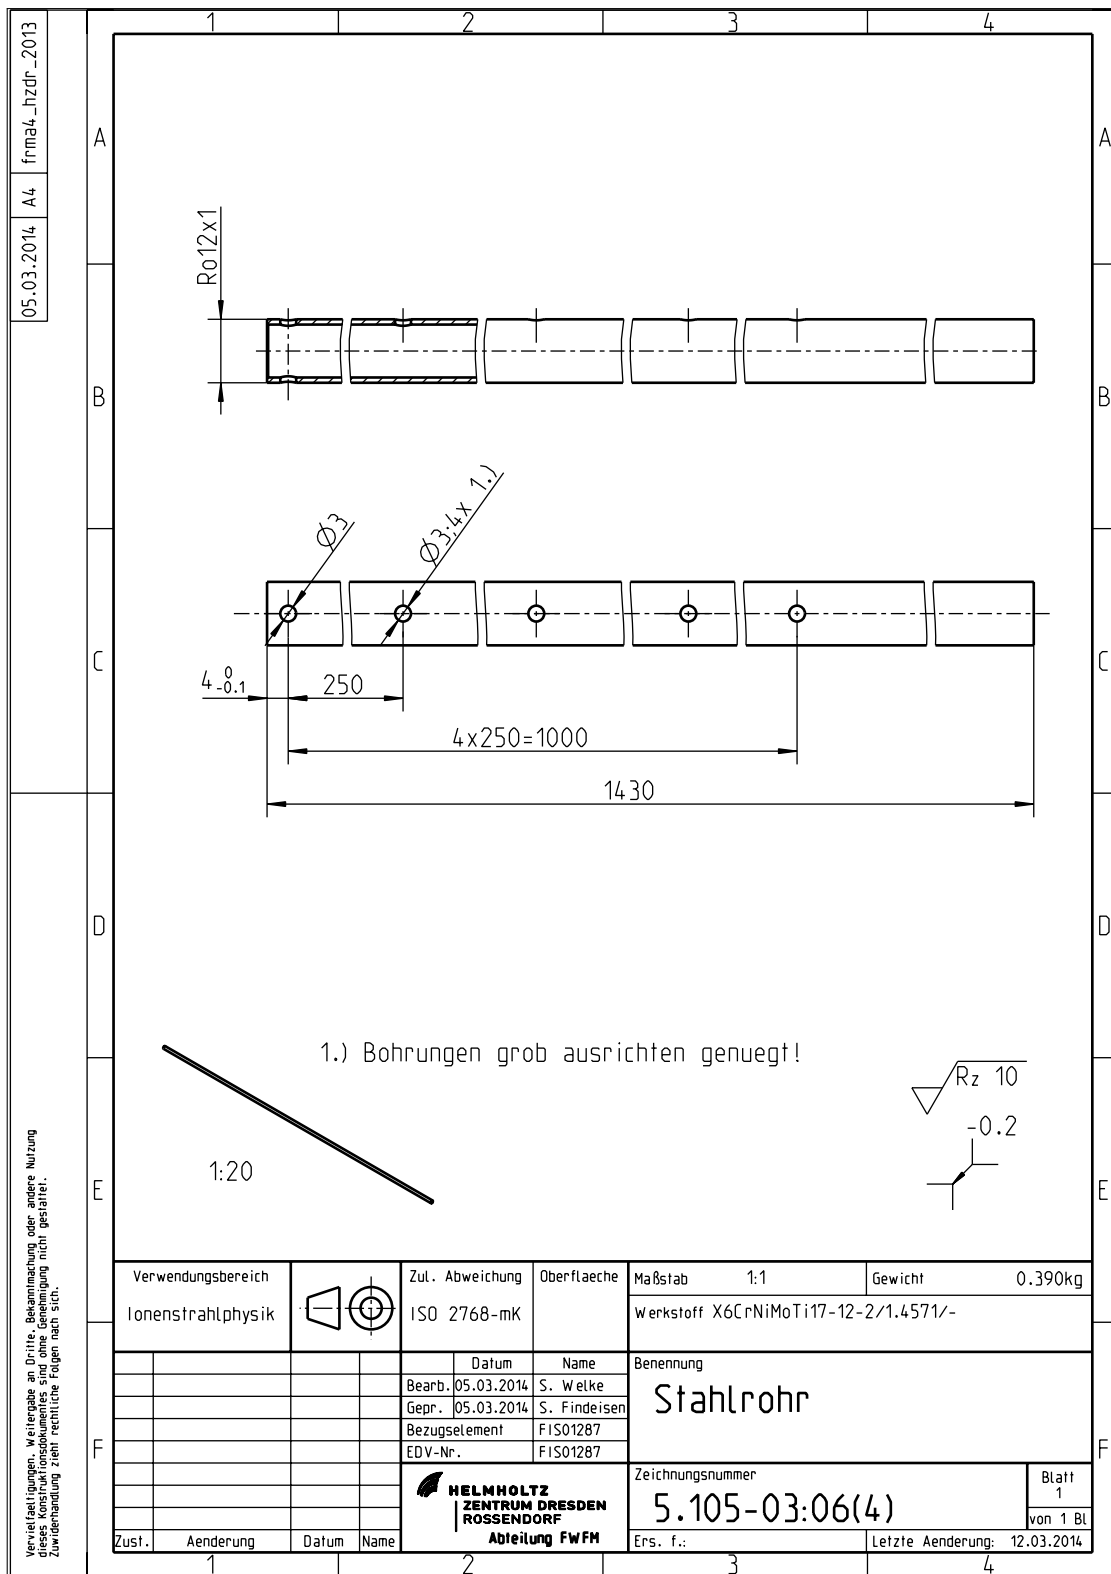 1 2 3 4
05.03.2014 A4 frma4_hzdr_2013
A A
Ro12x1
B B
Ø3
Ø3;4x 1.)
C C
4 0 -0.1
250
4x250=1000
1430
D D
1.) Bohrungen grob ausrichten genuegt!
Rz 10
-0.2
1:20
E E
Vervielfaeltigungen, Weitergabe an Dritte, Bekanntmachung oder andere Nutzung
dieses Konstruktionsdokumentes sind ohne Genehmigung nicht gestattet.
Zuwiderhandlung zieht rechtliche Folgen nach sich.
Verwendungsbereich
Ionenstrahlphysik
Zul. Abweichung
ISO 2768-mK
Oberflaeche
Maßstab 1:1
Gewicht 0.390kg
Werkstoff X6CrNiMoTi17-12-2/1.4571/-
Datum Name
Bearb. 05.03.2014 S. Welke
Gepr. 05.03.2014 S. Findeisen
Bezugselement FIS01287
EDV-Nr. FIS01287
Benennung
Stahlrohr
F F
HELMHOLTZ
ZENTRUM DRESDEN
ROSSENDORF
Abteilung FWFM
Zeichnungsnummer
5.105-03:06(4)
Blatt
1
von 1 Bl
Zust. Aenderung Datum Name
Ers. f.:
Letzte Aenderung: 12.03.2014
1 2 3 4